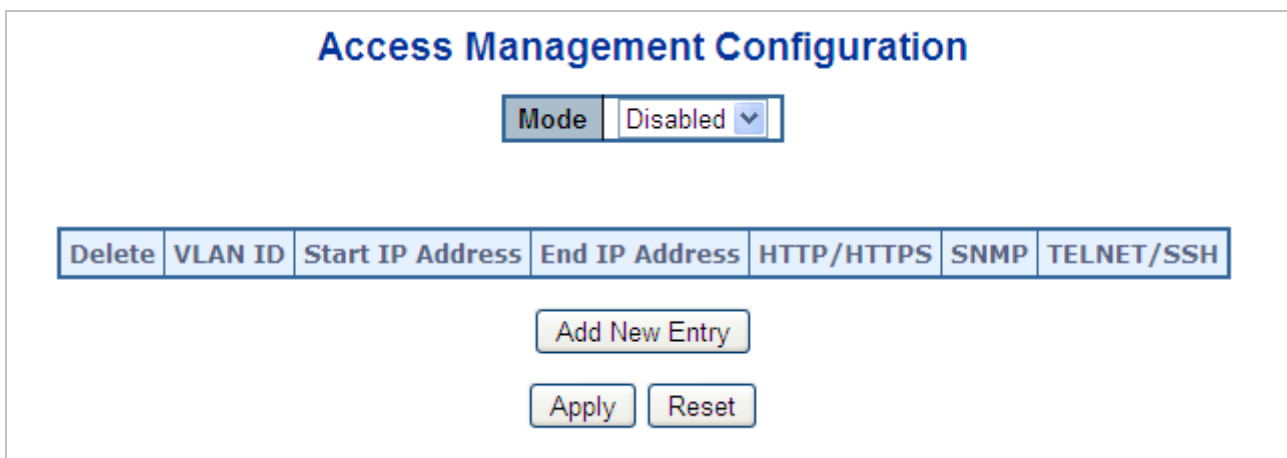 Access Management Configuration
Mode Disabled
Delete VLAN ID Start IP Address End IP Address HTTP/HTTPS SNMP TELNET/SSH
Add New Entry
Apply Reset